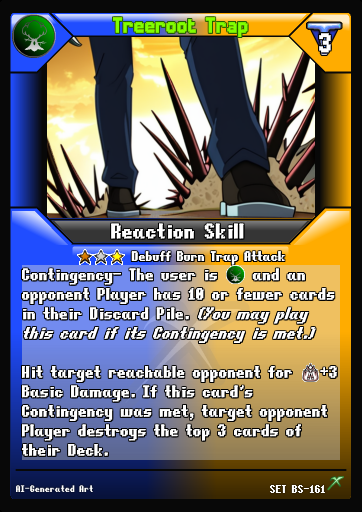 Treeroot Trap
3
Reaction Skill
Debuff Burn Trap Attack
Contingency- The user is and an
opponent Player has 10 or fewer cards
in their Discard Pile. (You may play
this card if its Contingency is met.)
Hit target reachable opponent for +3
Basic Damage. If this card's
Contingency was met, target opponent
Player destroys the top 3 cards of
their Deck.
AI-Generated Art
SET BS-161